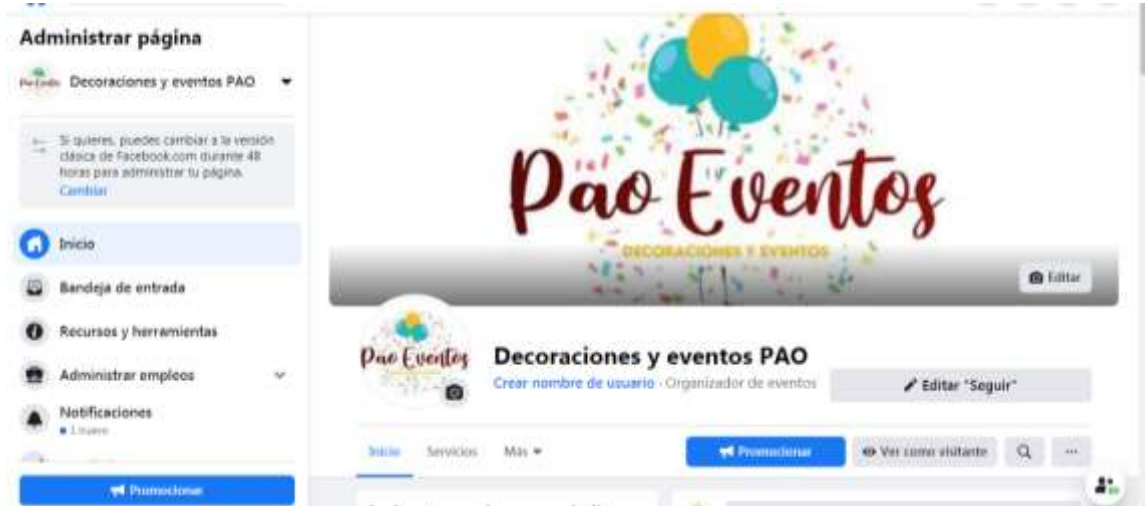 Administrar página
Decoraciones y eventos PAO
Si quieres, puedes cambiar a la versión
clásica de Facebook.com durante 48
horas para administrar tu página.
Cambiar
Inicio
Bandeja de entrada
Recursos y herramientas
Administrar empleos
Notificaciones
1 nuevo
Promocionar
Pao Eventos
DECORACIONES Y EVENTOS
Editar
Pao Eventos
Decoraciones y eventos PAO
Crear nombre de usuario · Organizador de eventos
Editar "Seguir"
Inicio Servicios Más
Promocionar
Ver como visitante